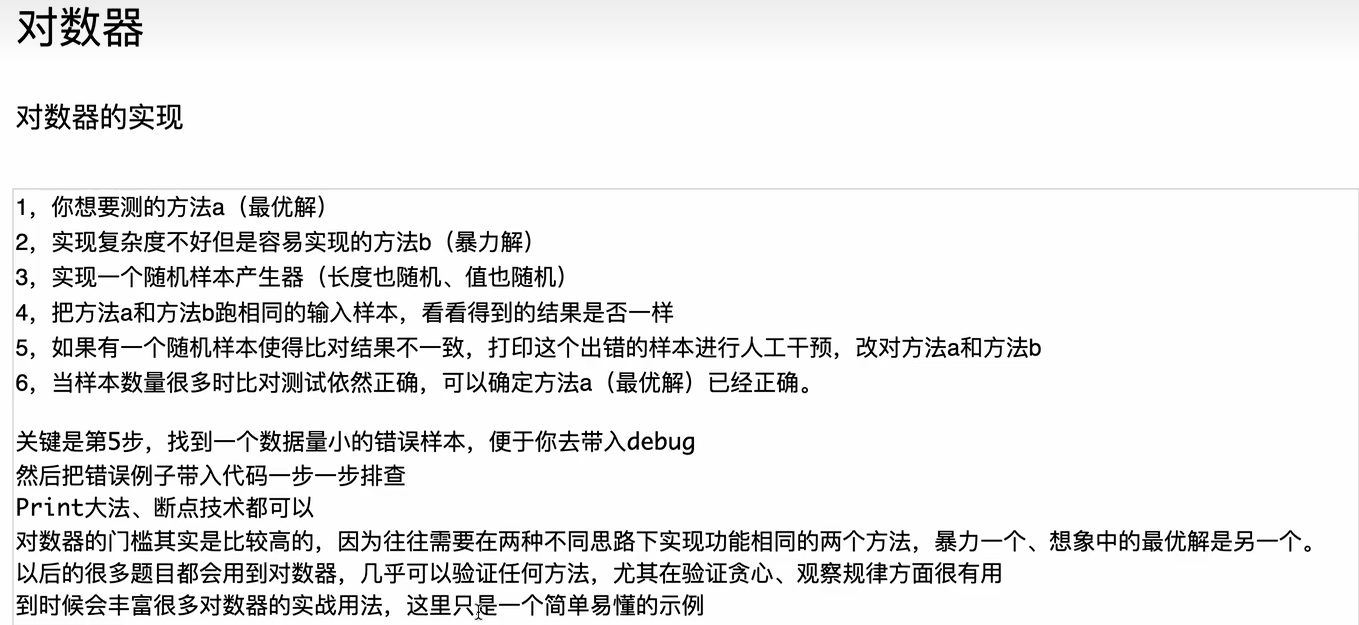 对数器
对数器的实现
1，你想要测的方法a（最优解）
2，实现复杂度不好但是容易实现的方法b（暴力解）
3，实现一个随机样本产生器（长度也随机、值也随机）
4，把方法a和方法b跑相同的输入样本，看看得到的结果是否一样
5，如果有一个随机样本使得比对结果不一致，打印这个出错的样本进行人工干预，改对方法a和方法b
6，当样本数量很多时比对测试依然正确，可以确定方法a（最优解）已经正确。
关键是第5步，找到一个数据量小的错误样本，便于你去带入debug
然后把错误例子带入代码一步一步排查
Print大法、断点技术都可以
对数器的门槛其实是比较高的，因为往往需要在两种不同思路下实现功能相同的两个方法，暴力一个、想象中的最优解是另一个。
以后的很多题目都会用到对数器，几乎可以验证任何方法，尤其在验证贪心、观察规律方面很有用
到时候会丰富很多对数器的实战用法，这里只是一个简单易懂的示例